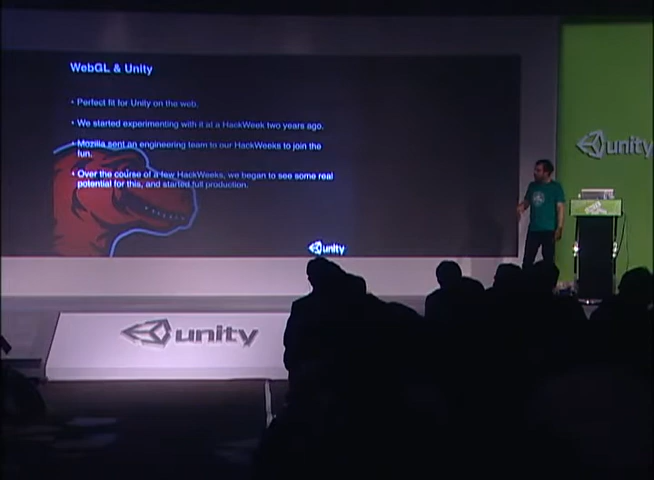 WebGL & Unity
• Perfect fit for Unity on the web.
• We started experimenting with it at a HackWeek two years ago.
• Mozilla sent an engineering team to our HackWeeks to join the
fun.
• Over the course of a few HackWeeks, we began to see some real
potential for this, and started full production.
unity
unity
unity